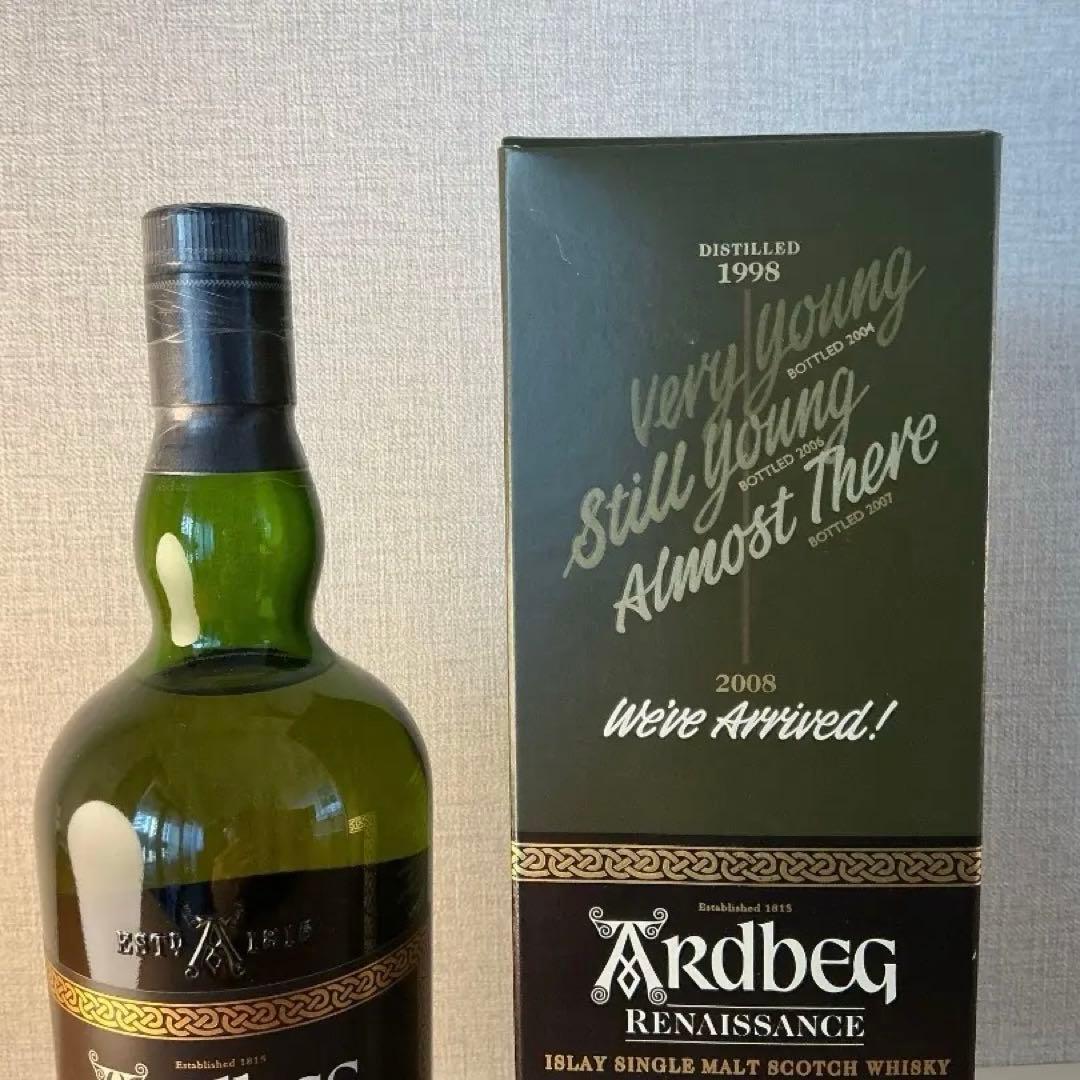 DISTILLED
1998
Very Young
BOTTLED 2004
Still Young
BOTTLED 2006
Almost There
BOTTLED 2007
2008
We've Arrived!
Established 1815
ARDBEG
RENAISSANCE
ISLAY SINGLE MALT SCOTCH WHISKY
ESTD A 1815
Established 1815